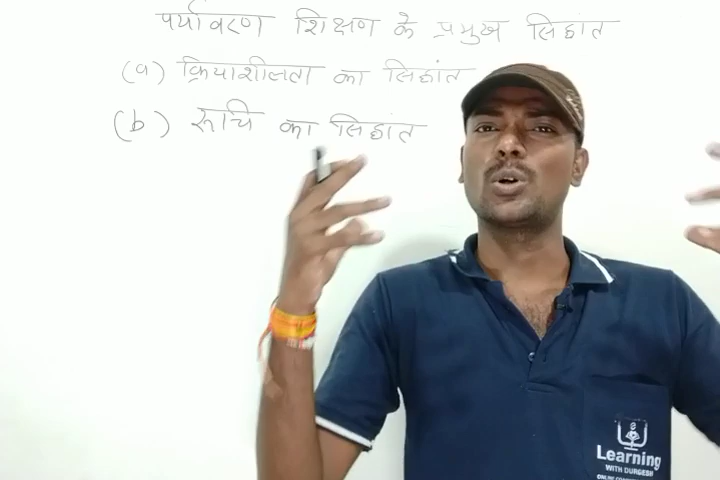 पर्यावरण शिक्षण के प्रमुख सिद्धांत
(a) क्रियाशीलता का सिद्धांत
(b) रूचि का सिद्धांत
Learning
WITH DURGESH